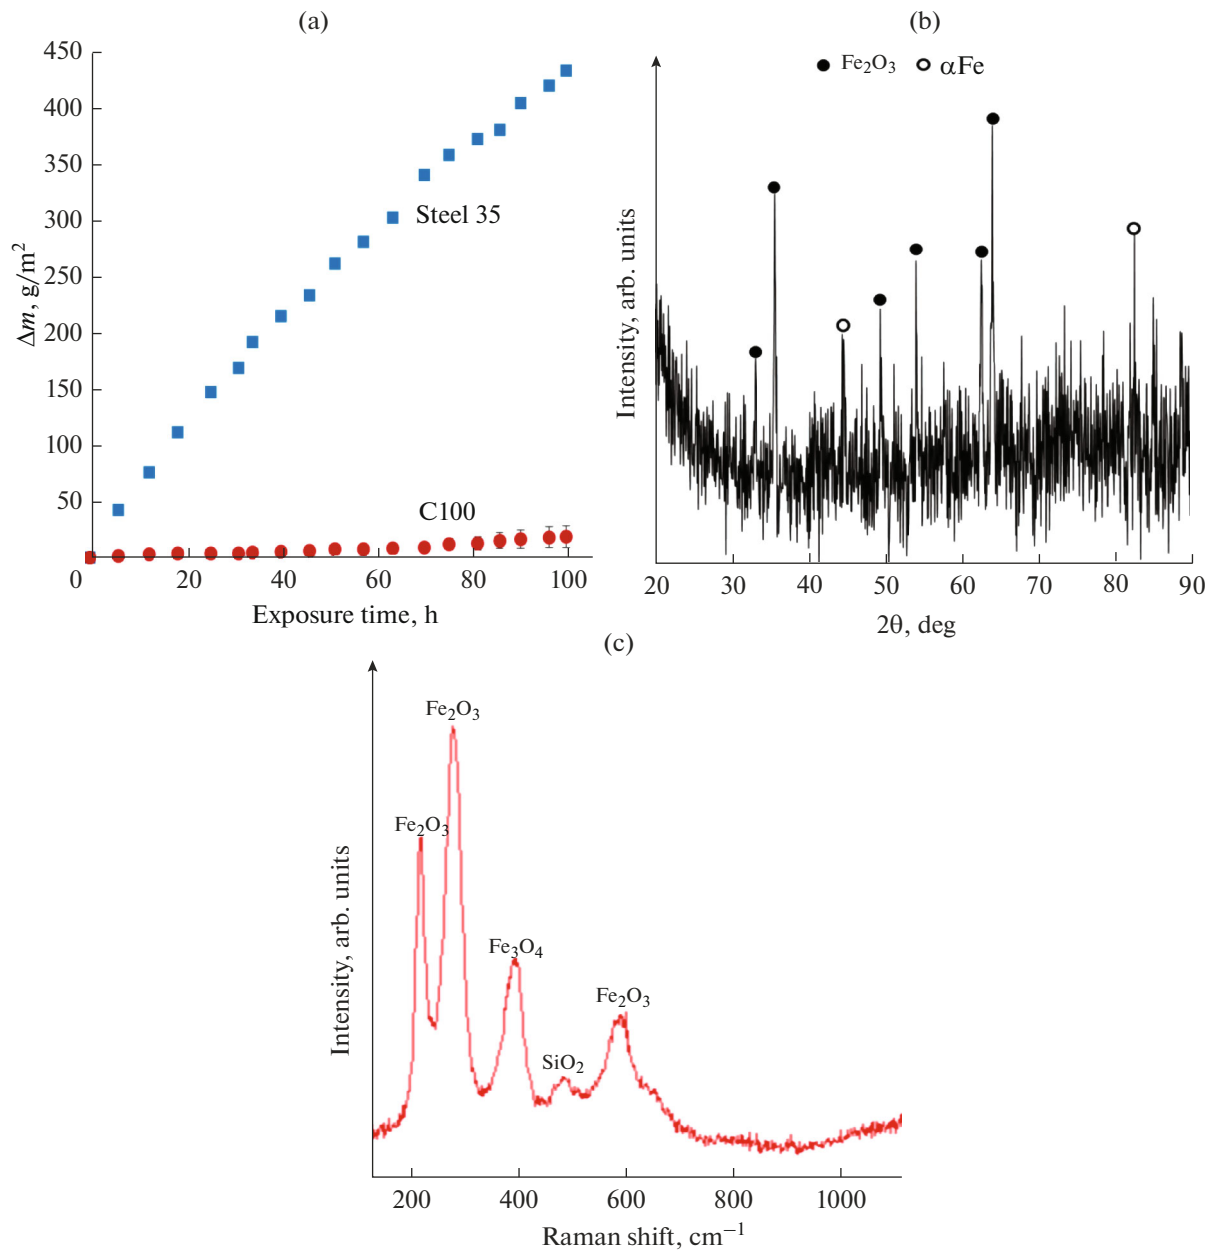 (a)
450
400
350
300
250
200
150
100
50
0
20
40
60
80
100
Δm, g/m²
Exposure time, h
Steel 35
C100
(b)
Fe₂O₃
αFe
Intensity, arb. units
20
30
40
50
60
70
80
90
2θ, deg
(c)
Fe₂O₃
Fe₂O₃
Fe₃O₄
Fe₂O₃
SiO₂
Intensity, arb. units
200
400
600
800
1000
Raman shift, cm⁻¹